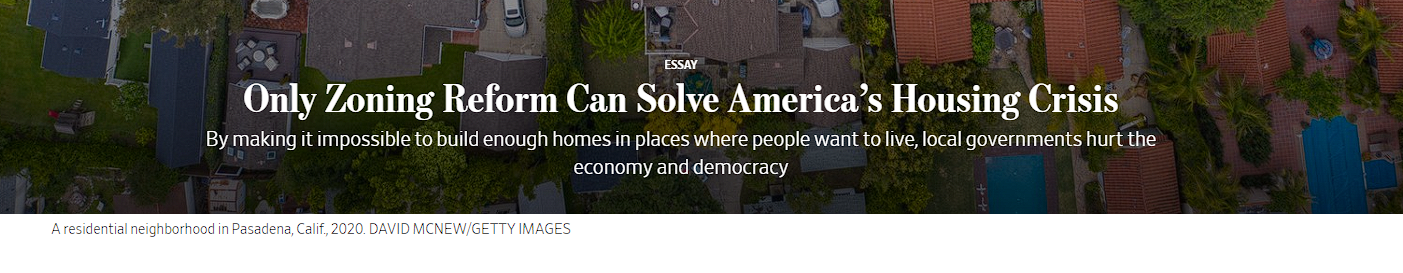 ESSAY
Only Zoning Reform Can Solve America’s Housing Crisis
By making it impossible to build enough homes in places where people want to live, local governments hurt the
economy and democracy
A residential neighborhood in Pasadena, Calif., 2020. DAVID MCNEW/GETTY IMAGES